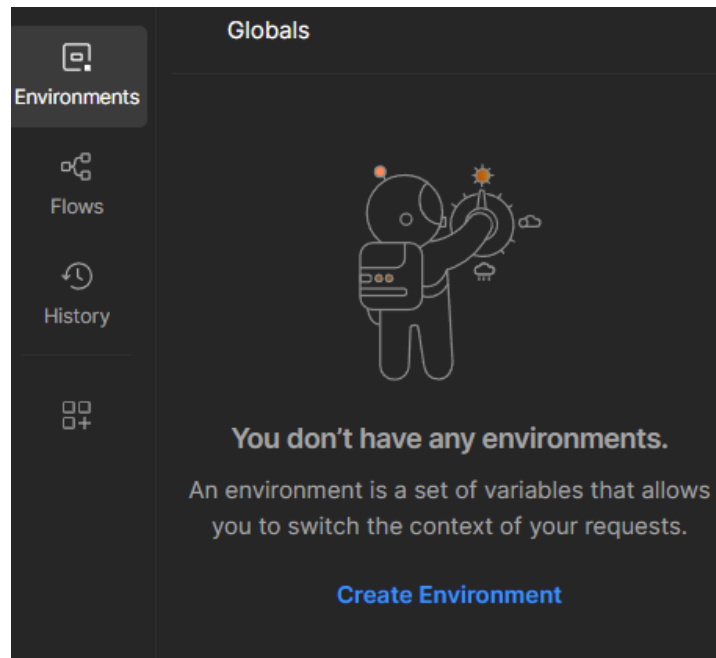 Globals
Environments
Flows
History
You don’t have any environments.
An environment is a set of variables that allows
you to switch the context of your requests.
Create Environment